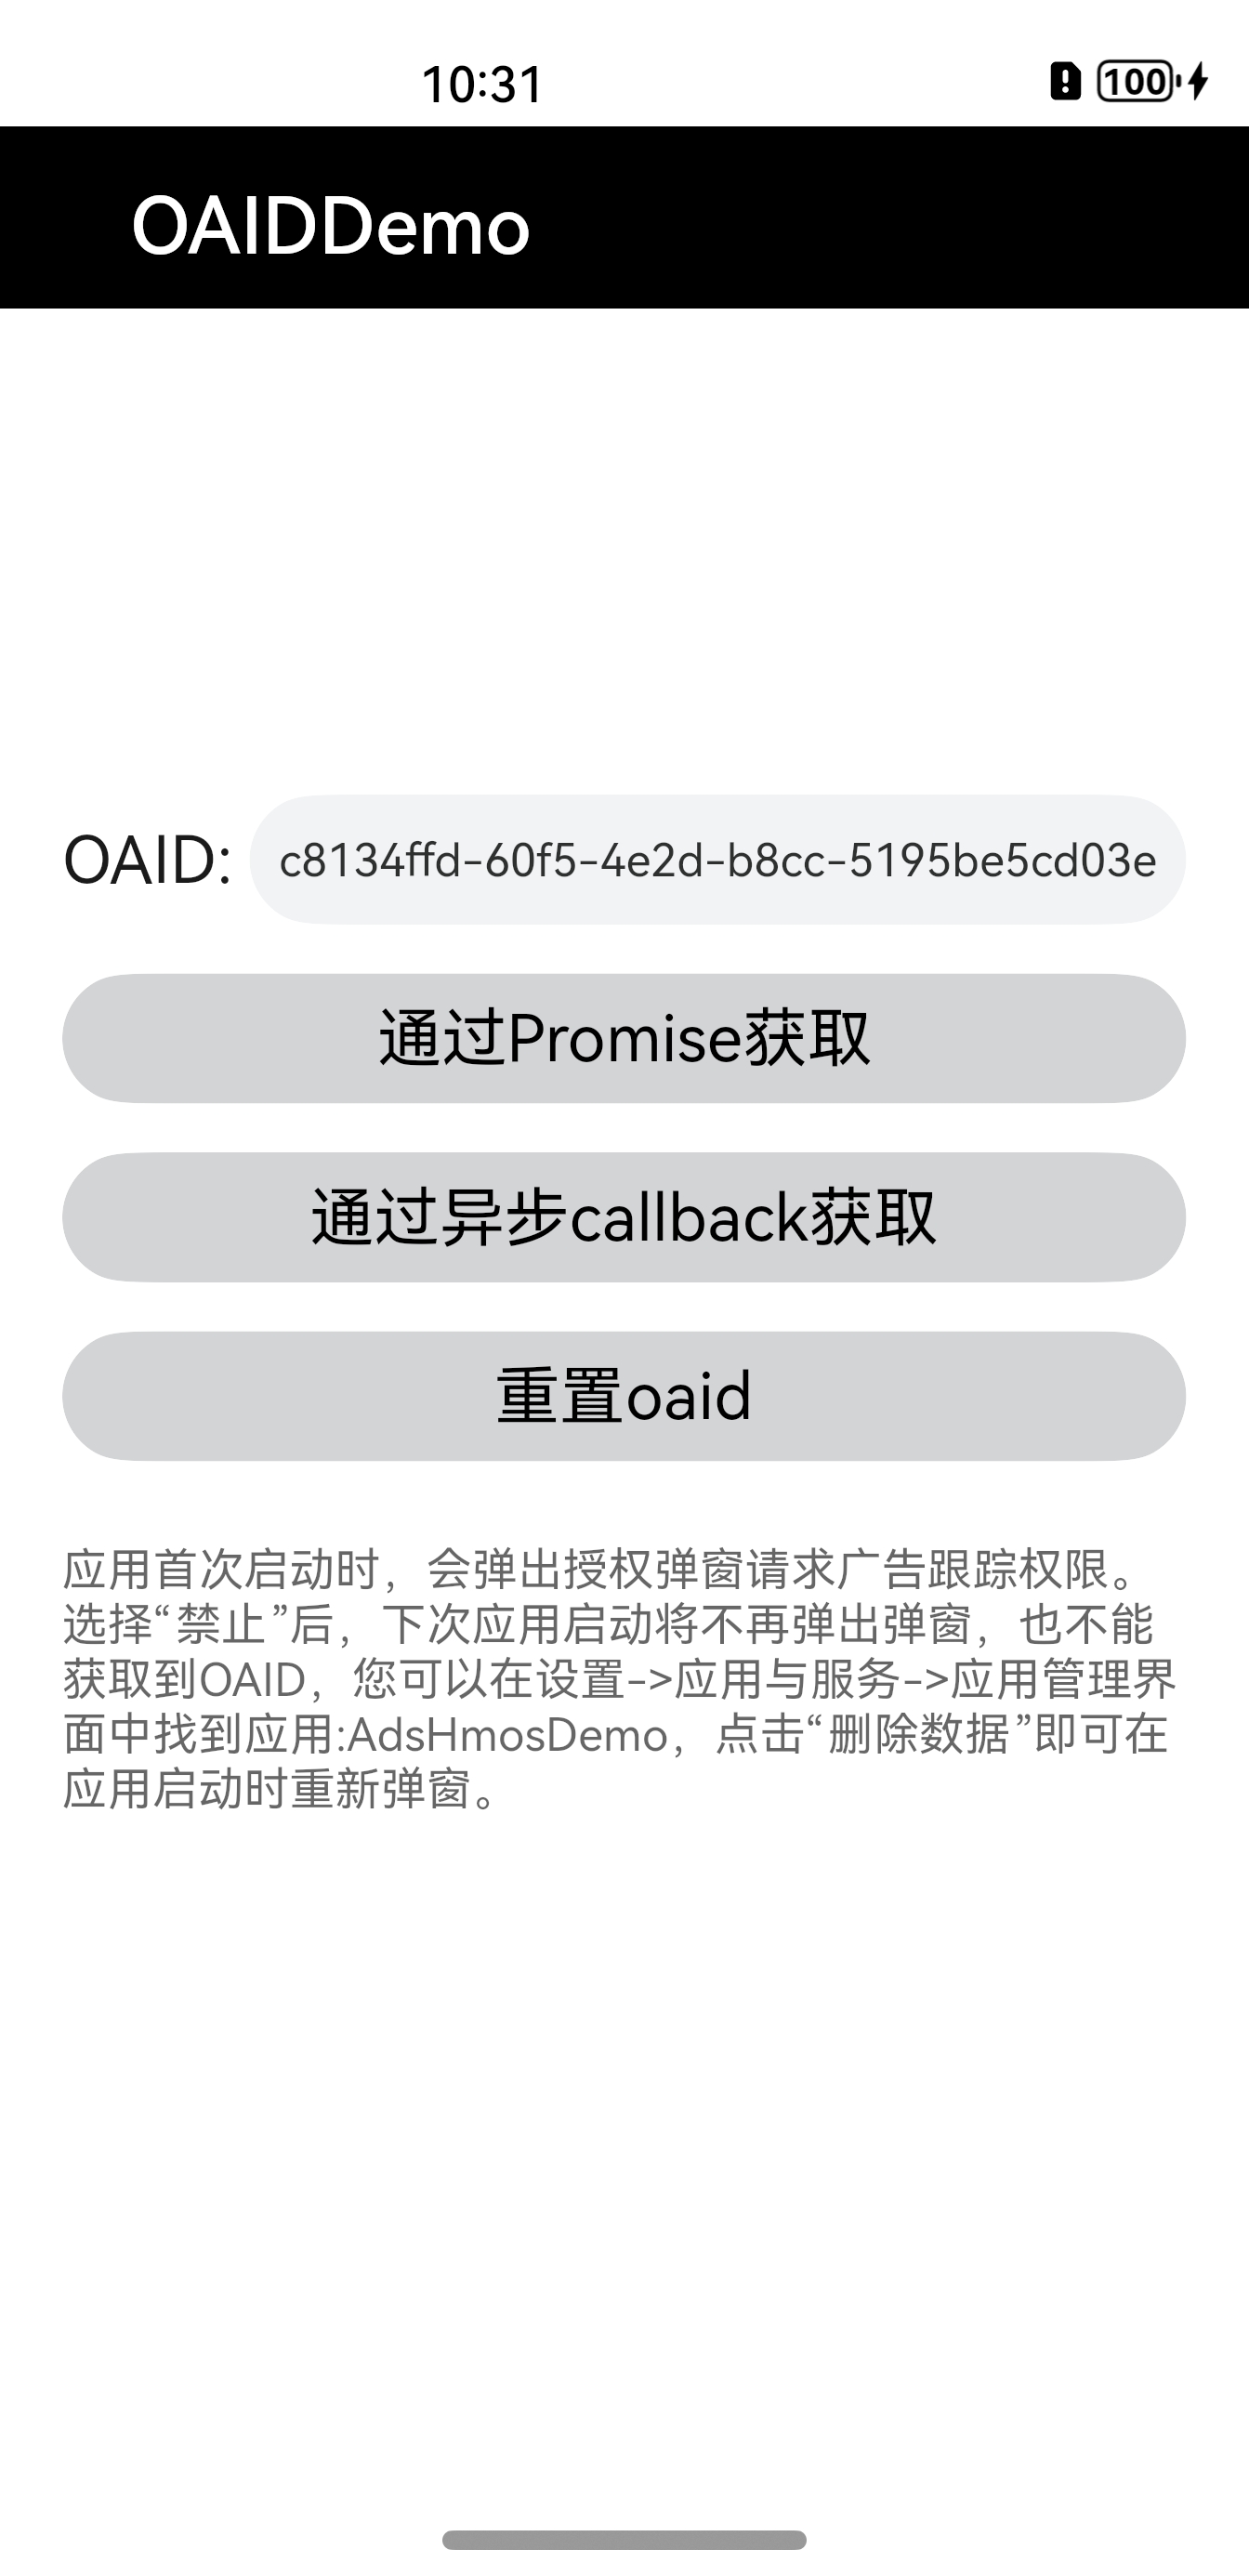 10:31
100
OAIDDemo
OAID: c8134ffd-60f5-4e2d-b8cc-5195be5cd03e
通过Promise获取
通过异步callback获取
重置oaid
应用首次启动时，会弹出授权弹窗请求广告跟踪权限。
选择“禁止”后，下次应用启动将不再弹出弹窗，也不能
获取到OAID，您可以在设置->应用与服务->应用管理界
面中找到应用:AdsHmosDemo，点击“删除数据”即可在
应用启动时重新弹窗。